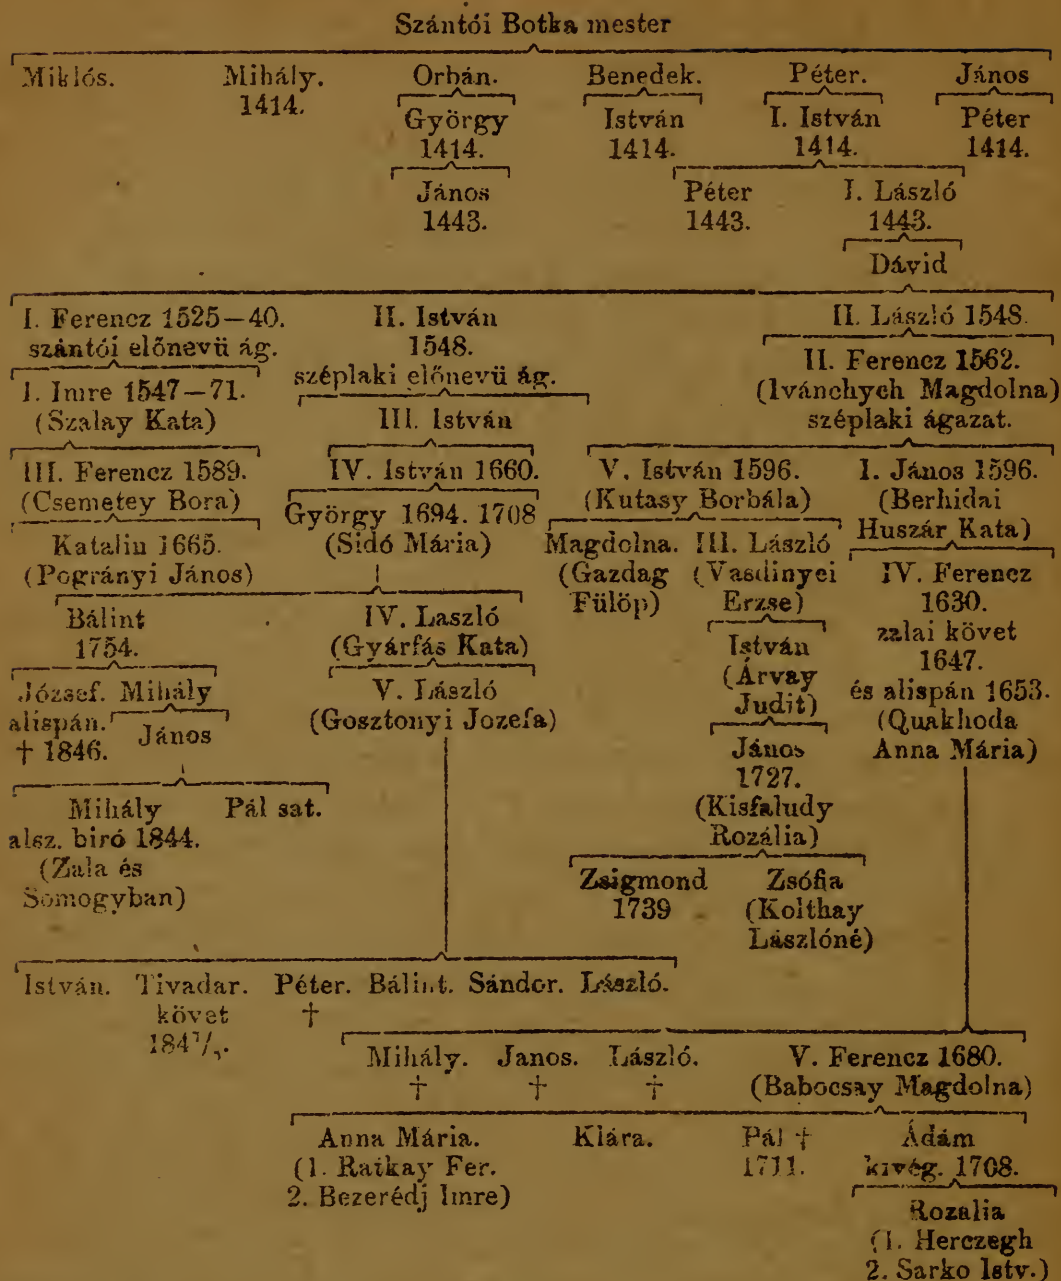 Szántói Botka mester
Miklós. Mihály. Orbán. Benedek. Péter. János
1414. György István I. István Péter
1414. 1414. 1414. 1414.
János Péter I. László
1443. 1443. 1443.
Dávid
I. Ferencz 1525–40. II. István II. László 1548.
szántói előnevü ág. 1548. II. Ferencz 1562.
I. Imre 1547–71. széplaki előnevü ág. (Ivánchych Magdolna)
(Szalay Kata) III. István széplaki ágazat.
III. Ferencz 1589. IV. István 1660. V. István 1596. I. János 1596.
(Csemetey Bora) György 1694. 1708 (Kutasy Borbála) (Berhidai
Katalin 1665. (Sidó Mária) Magdolna. III. László Huszár Kata)
(Pogrányi János) (Gazdag (Vasdinyei IV. Ferencz
Bálint IV. Laszló Fülöp) Erzse) 1630.
1754. (Gyárfás Kata) István zalai követ
József. Mihály V. László (Árvay 1647.
alispán. János (Gosztonyi Jozefa) Judit) és alispán 1653.
† 1846. János (Quakhoda
Mihály Pál sat. 1727. Anna Mária)
alsz. biró 1844. (Kisfaludy
(Zala és Rozália)
Somogyban) Zsigmond Zsófia
1739 (Kolthay
Lászlóné)
István. Tivadar. Péter. Bálint. Sándor. László.
követ †
Mihály. Janos. László. V. Ferencz 1680.
† † † (Babocsay Magdolna)
Anna Mária. Klára. Pál † Ádám
(1. Ratkay Fer. 1711. kivég. 1708.
2. Bezerédj Imre) Rozalia
(1. Herczegh
2. Sarko Istv.)